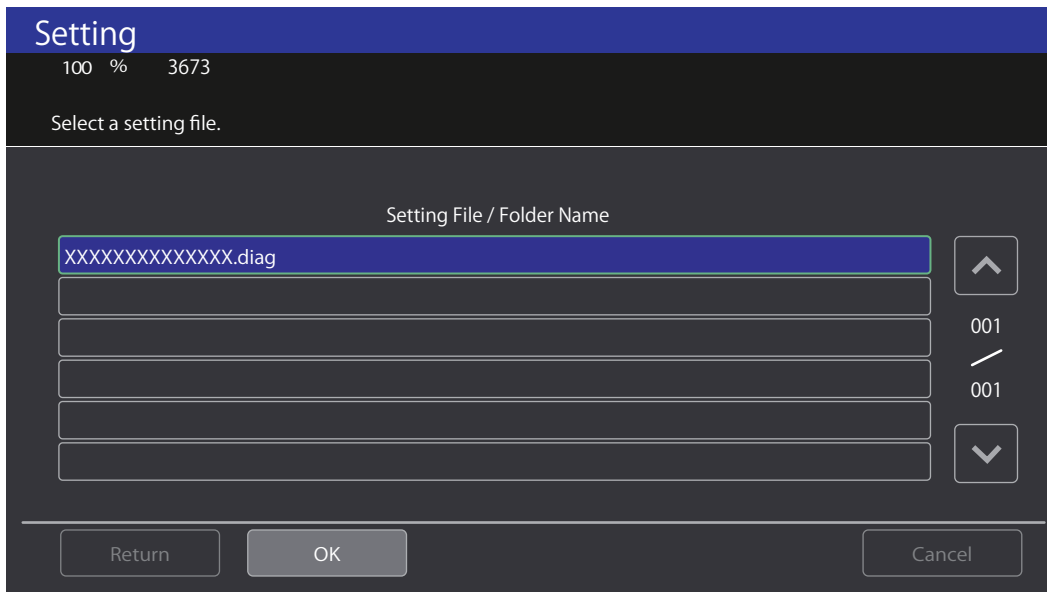 Setting
100 % 3673
Select a setting file.
Setting File / Folder Name
XXXXXXXXXXXXXX.diag
001
001
Return OK Cancel